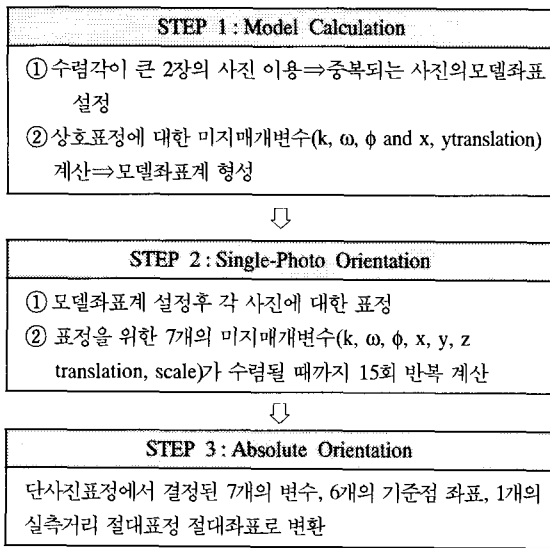 STEP 1 : Model Calculation
① 수렴각이 큰 2장의 사진 이용⇒중복되는 사진의모델좌표
설정
② 상호표정에 대한 미지매개변수(k, ω, ϕ and x, ytranslation)
계산⇒모델좌표계 형성
STEP 2 : Single-Photo Orientation
① 모델좌표계 설정후 각 사진에 대한 표정
② 표정을 위한 7개의 미지매개변수(k, ω, ϕ, x, y, z
translation, scale)가 수렴될 때까지 15회 반복 계산
STEP 3 : Absolute Orientation
단사진표정에서 결정된 7개의 변수, 6개의 기준점 좌표, 1개의
실측거리 절대표정 절대좌표로 변환